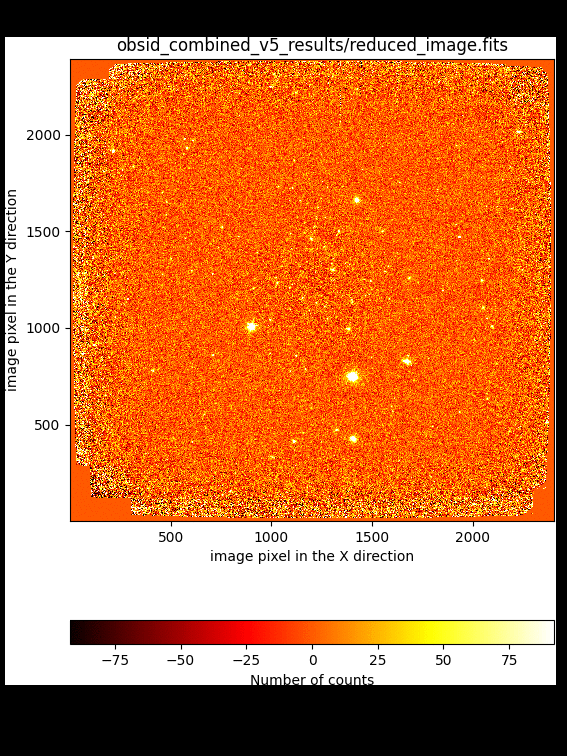 obsid_combined_v5_results/reduced_image.fits
2000
1500
1000
500
image pixel in the Y direction
500 1000 1500 2000
image pixel in the X direction
−75 −50 −25 0 25 50 75
Number of counts